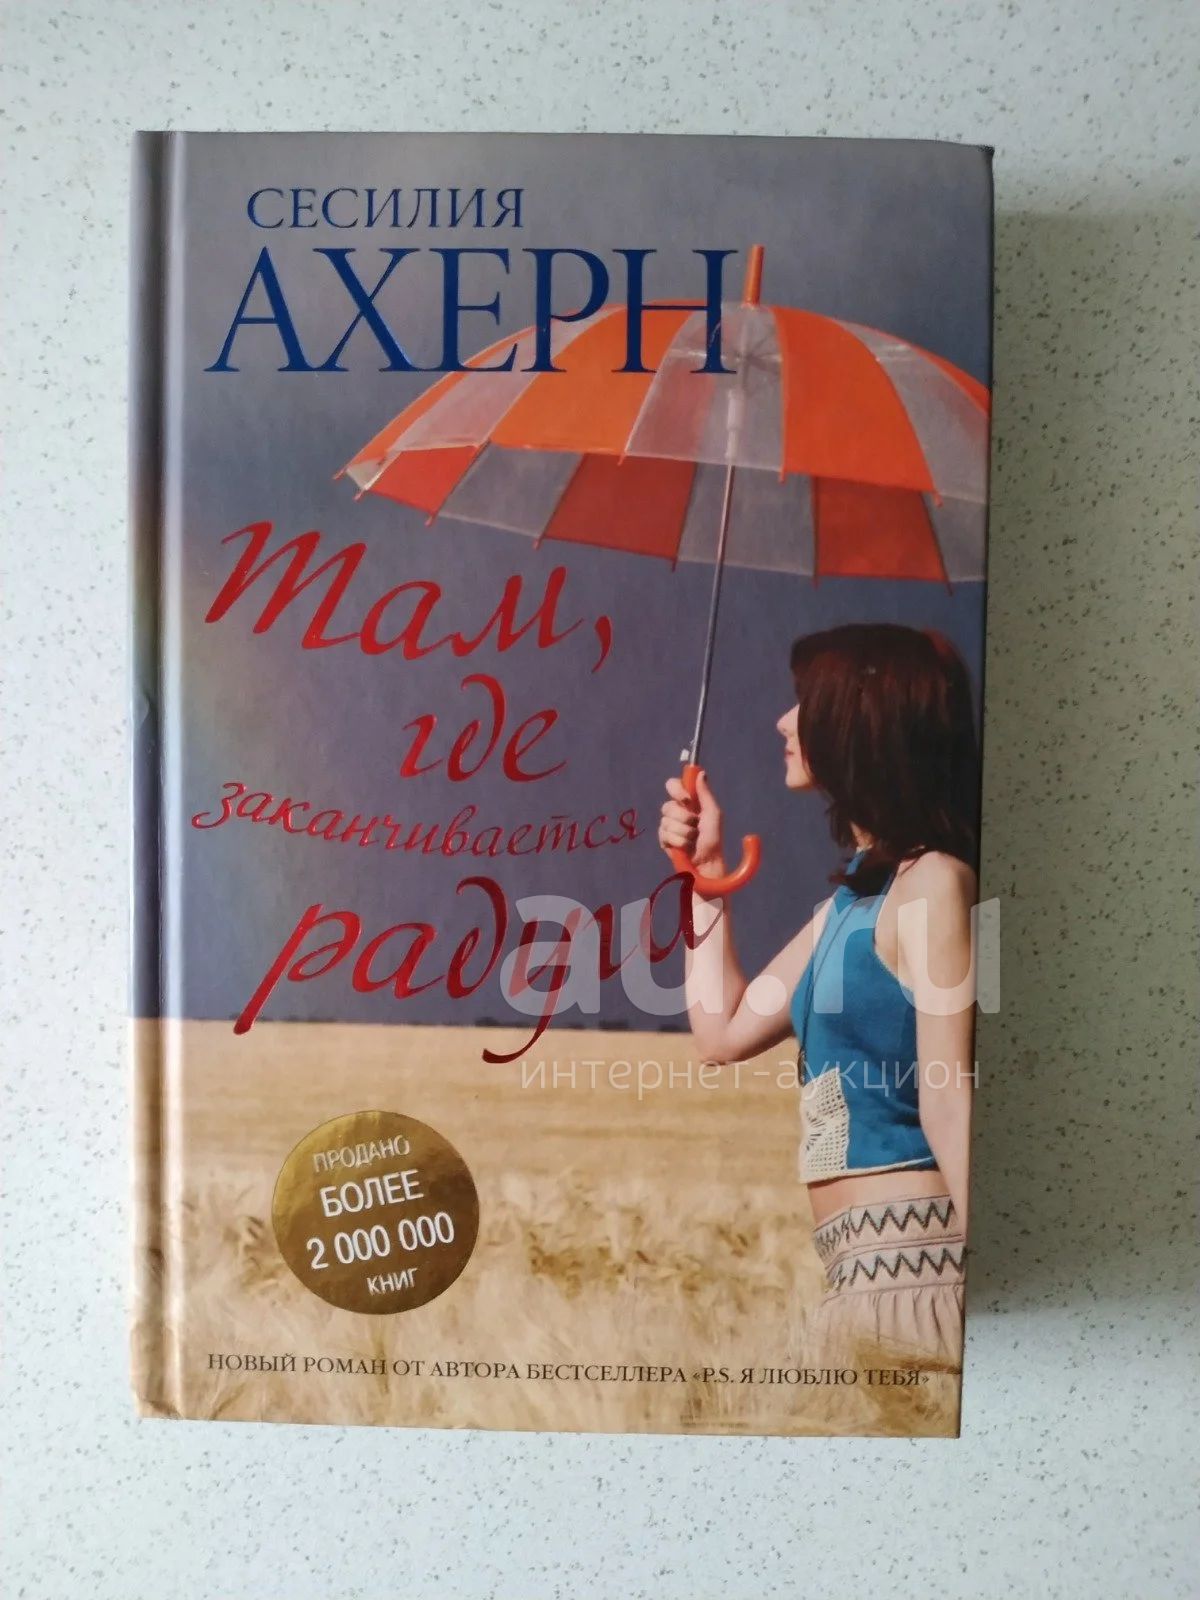 СЕСИЛИЯ
АХЕРН
Там,
где
заканчивается
радуга
au.ru
интернет-аукцион
ПРОДАНО
БОЛЕЕ
2 000 000
КНИГ
НОВЫЙ РОМАН ОТ АВТОРА БЕСТСЕЛЛЕРА «P.S. Я ЛЮБЛЮ ТЕБЯ»